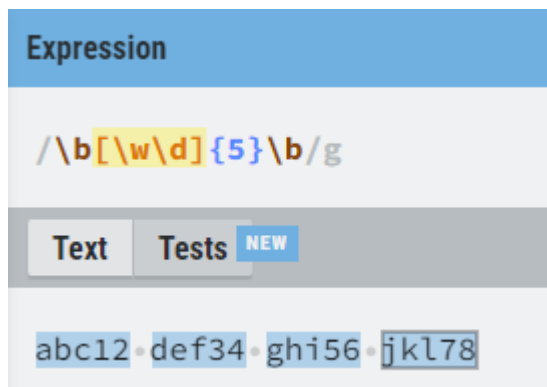 Expression
/\b[\w\d]{5}\b/g
Text Tests NEW
abc12·def34·ghi56·jkl78